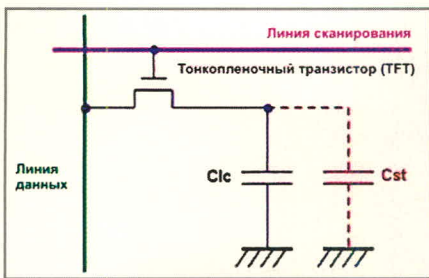 Линия сканирования
Тонкопленочный транзистор (TFT)
Линия
данных
Clc
Cst